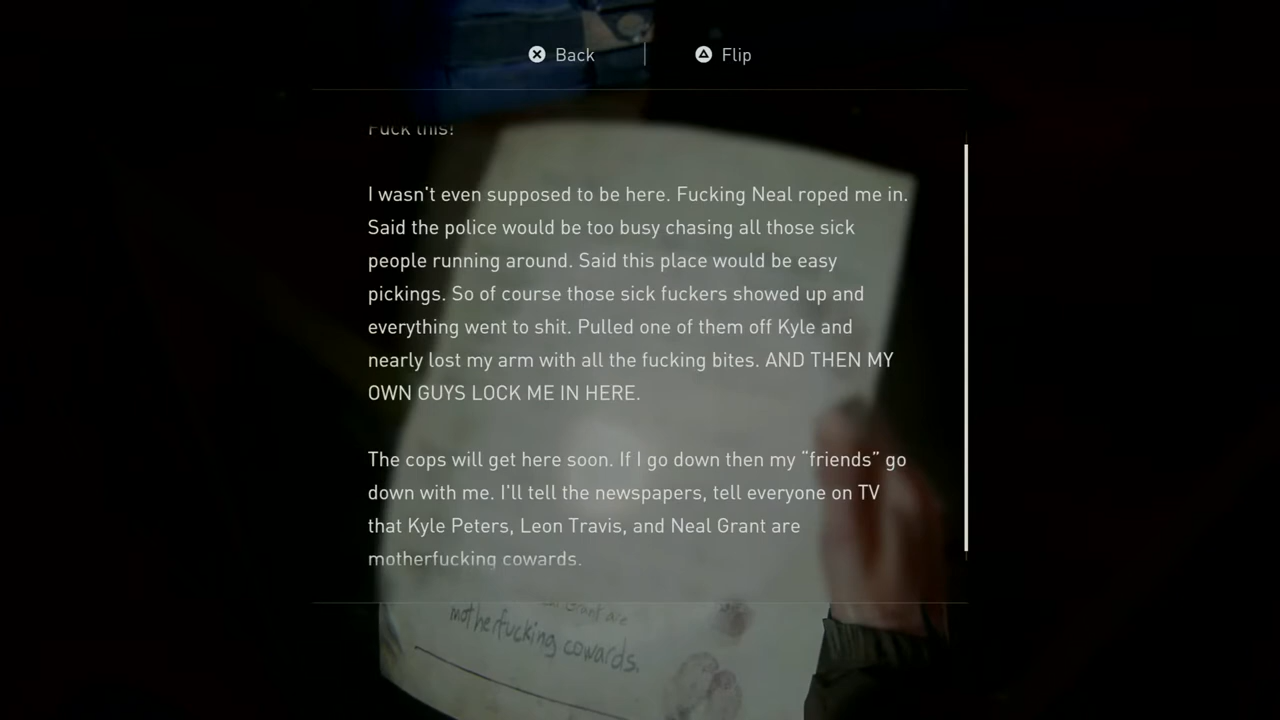 Back
Flip
Fuck this!
I wasn't even supposed to be here. Fucking Neal roped me in.
Said the police would be too busy chasing all those sick
people running around. Said this place would be easy
pickings. So of course those sick fuckers showed up and
everything went to shit. Pulled one of them off Kyle and
nearly lost my arm with all the fucking bites. AND THEN MY
OWN GUYS LOCK ME IN HERE.
The cops will get here soon. If I go down then my “friends” go
down with me. I'll tell the newspapers, tell everyone on TV
that Kyle Peters, Leon Travis, and Neal Grant are
motherfucking cowards.
Grant are
motherfucking cowards.